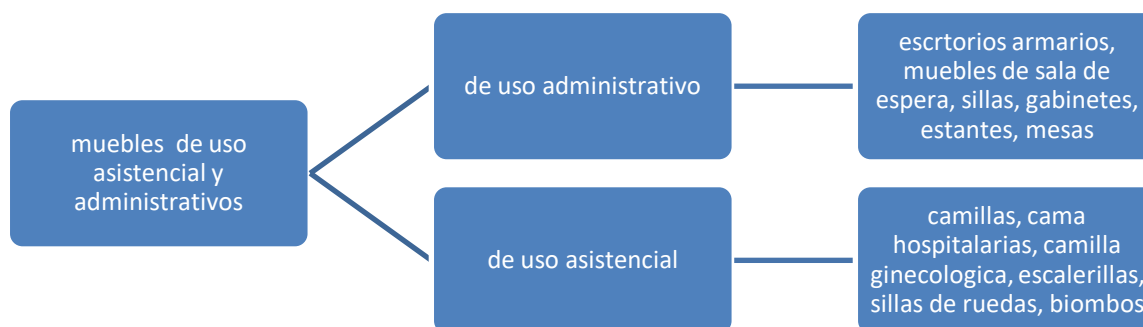 muebles de uso
asistencial y
administrativos
de uso administrativo
escrtorios armarios,
muebles de sala de
espera, sillas, gabinetes,
estantes, mesas
de uso asistencial
camillas, cama
hospitalarias, camilla
ginecologica, escalerillas,
sillas de ruedas, biombos